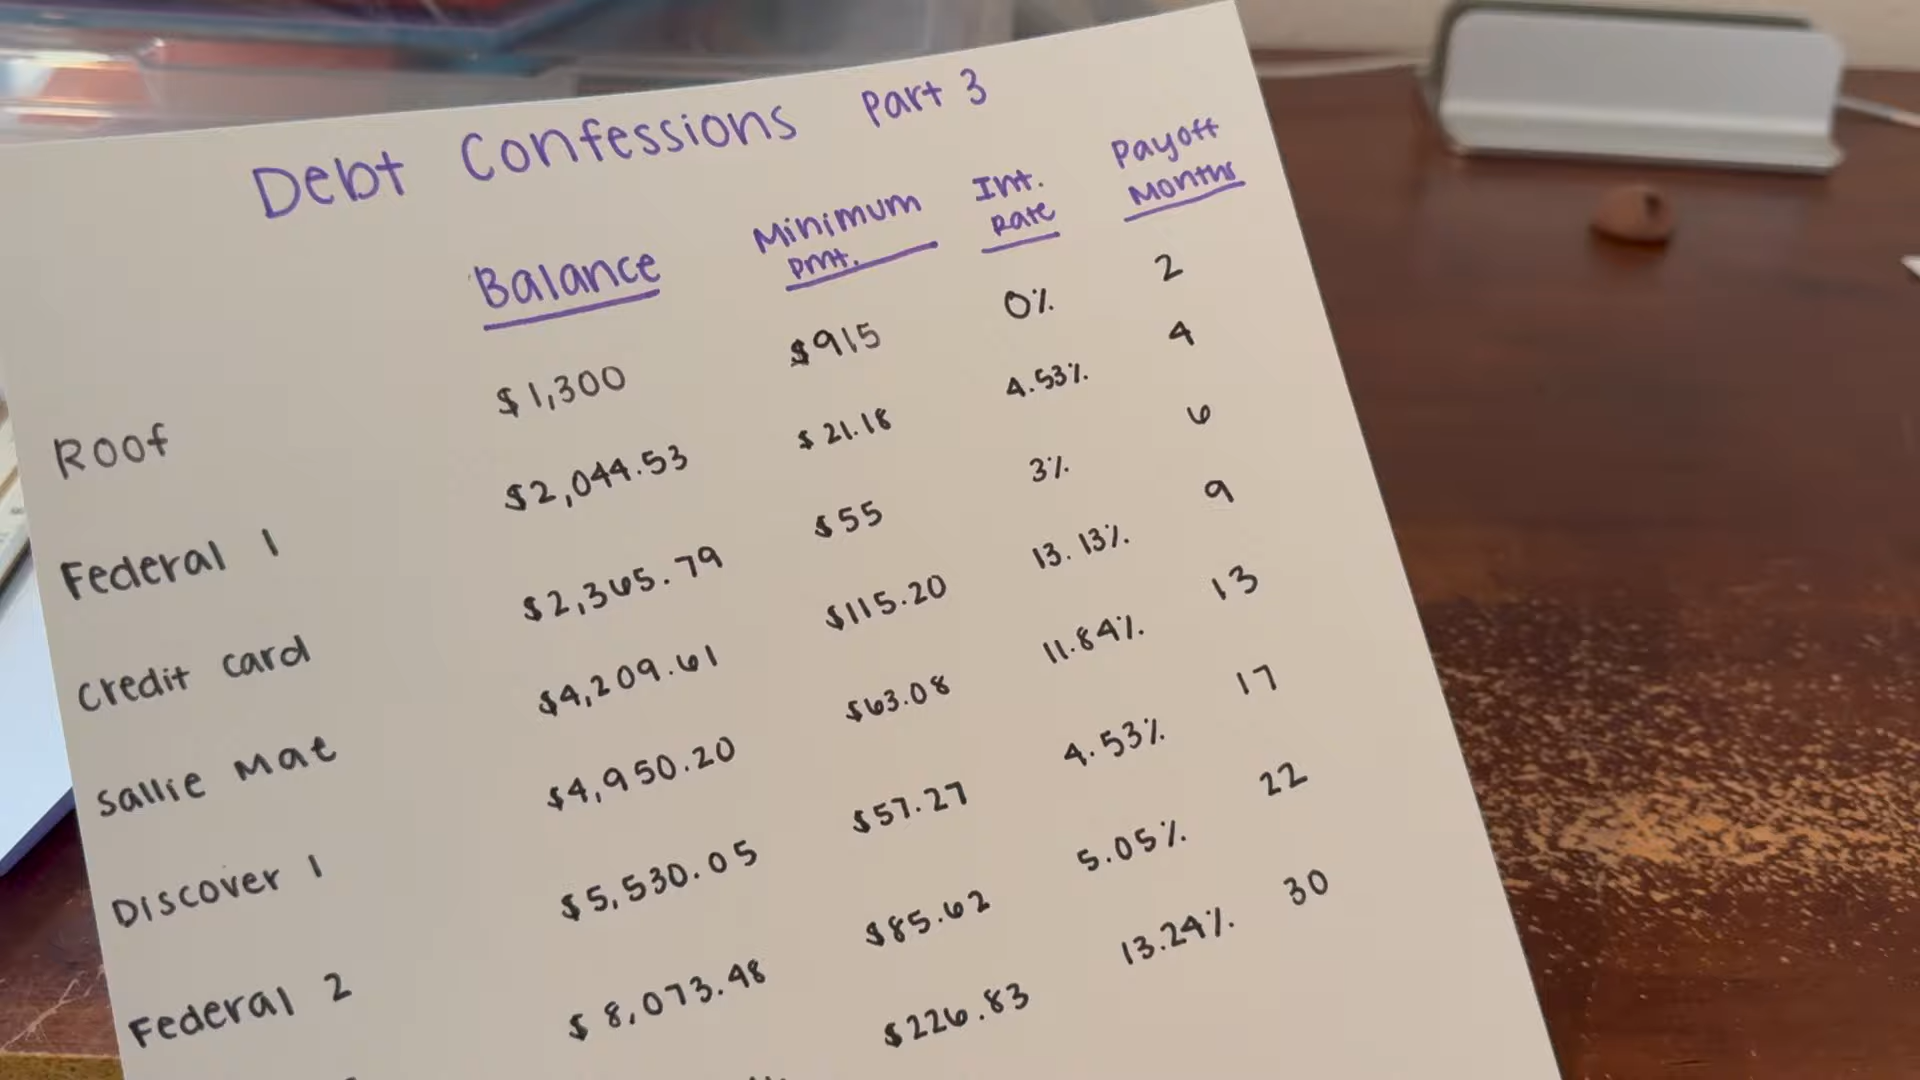 Debt Confessions Part 3
Balance Minimum Pmt. Int. Rate Payoff Months
Roof $1,300 $915 0% 2
Federal 1 $2,044.53 $21.18 4.53% 4
Credit Card $2,365.79 $55 3% 6
Sallie Mae $4,209.61 $115.20 13.13% 9
Discover 1 $4,950.20 $63.08 11.84% 13
Federal 2 $5,530.05 $57.27 4.53% 17
$8,073.48 $85.62 5.05% 22
$226.83 13.24% 30